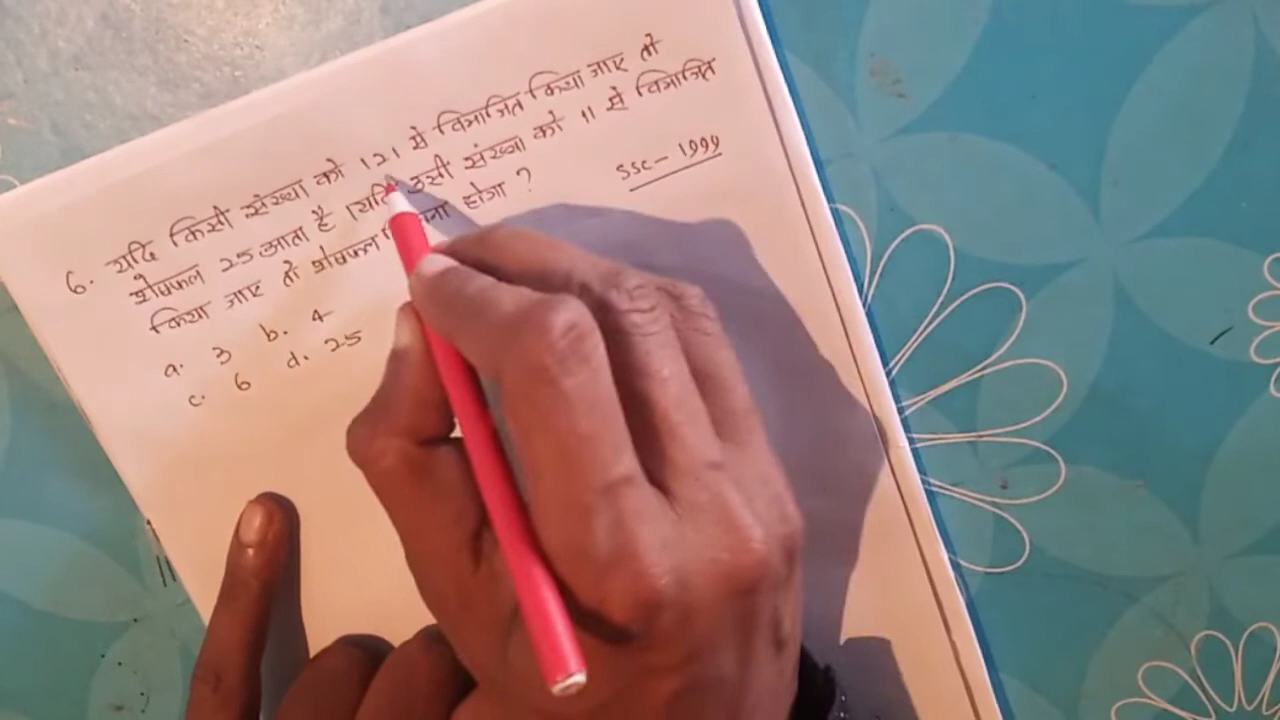 6. यदि किसी संख्या को 121 से विभाजित किया जाए तो
शेषफल 25 आता है । यदि उसी संख्या को 11 से विभाजित
किया जाए तो शेषफल होगा ?
SSC - 1999
a. 3 b. 4
c. 6 d. 25